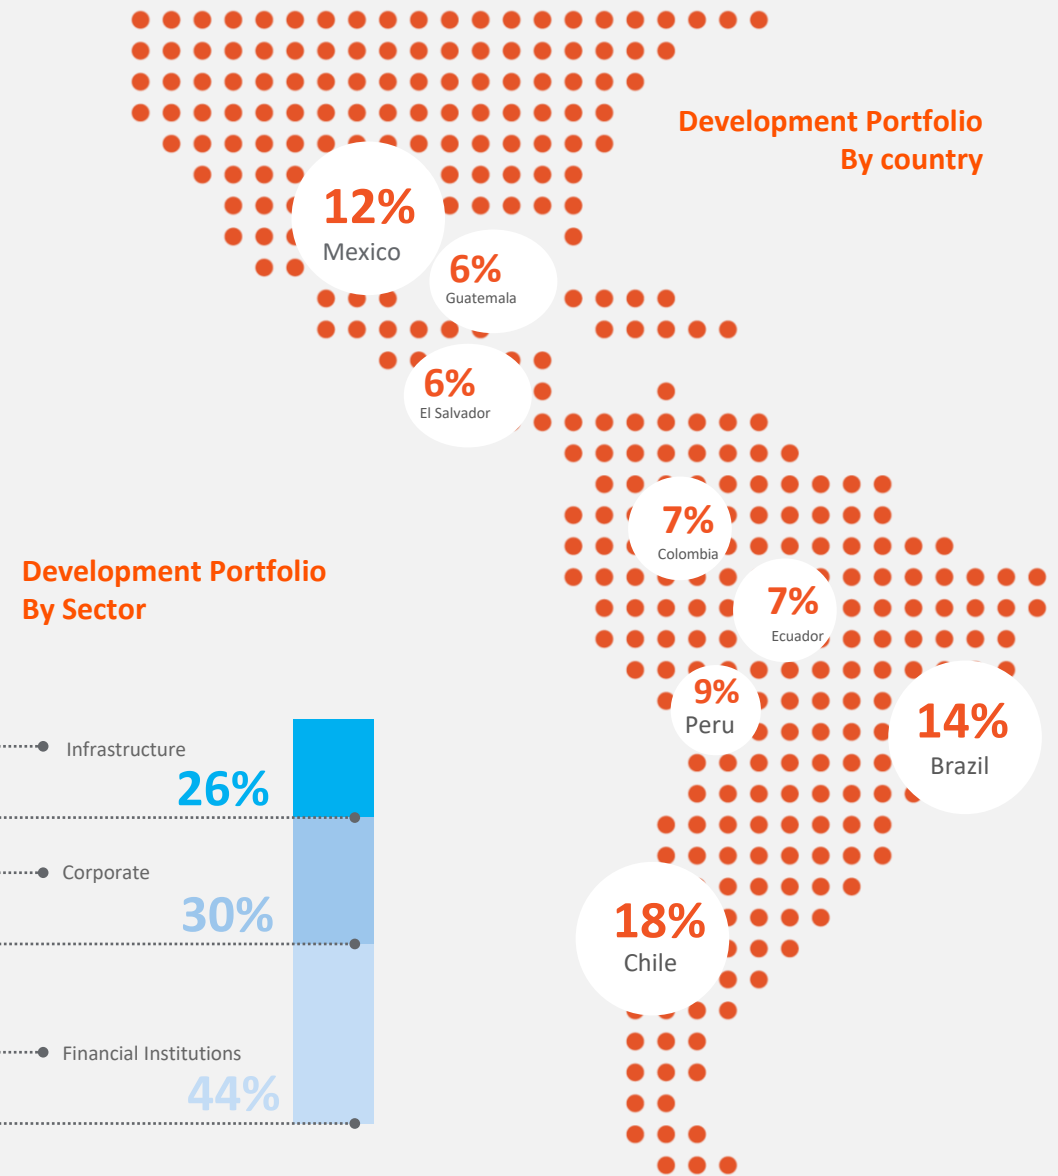 Development Portfolio
By country
12%
Mexico
6%
Guatemala
6%
El Salvador
7%
Colombia
7%
Ecuador
9%
Peru
14%
Brazil
18%
Chile
Development Portfolio
By Sector
Infrastructure
26%
Corporate
30%
Financial Institutions
44%